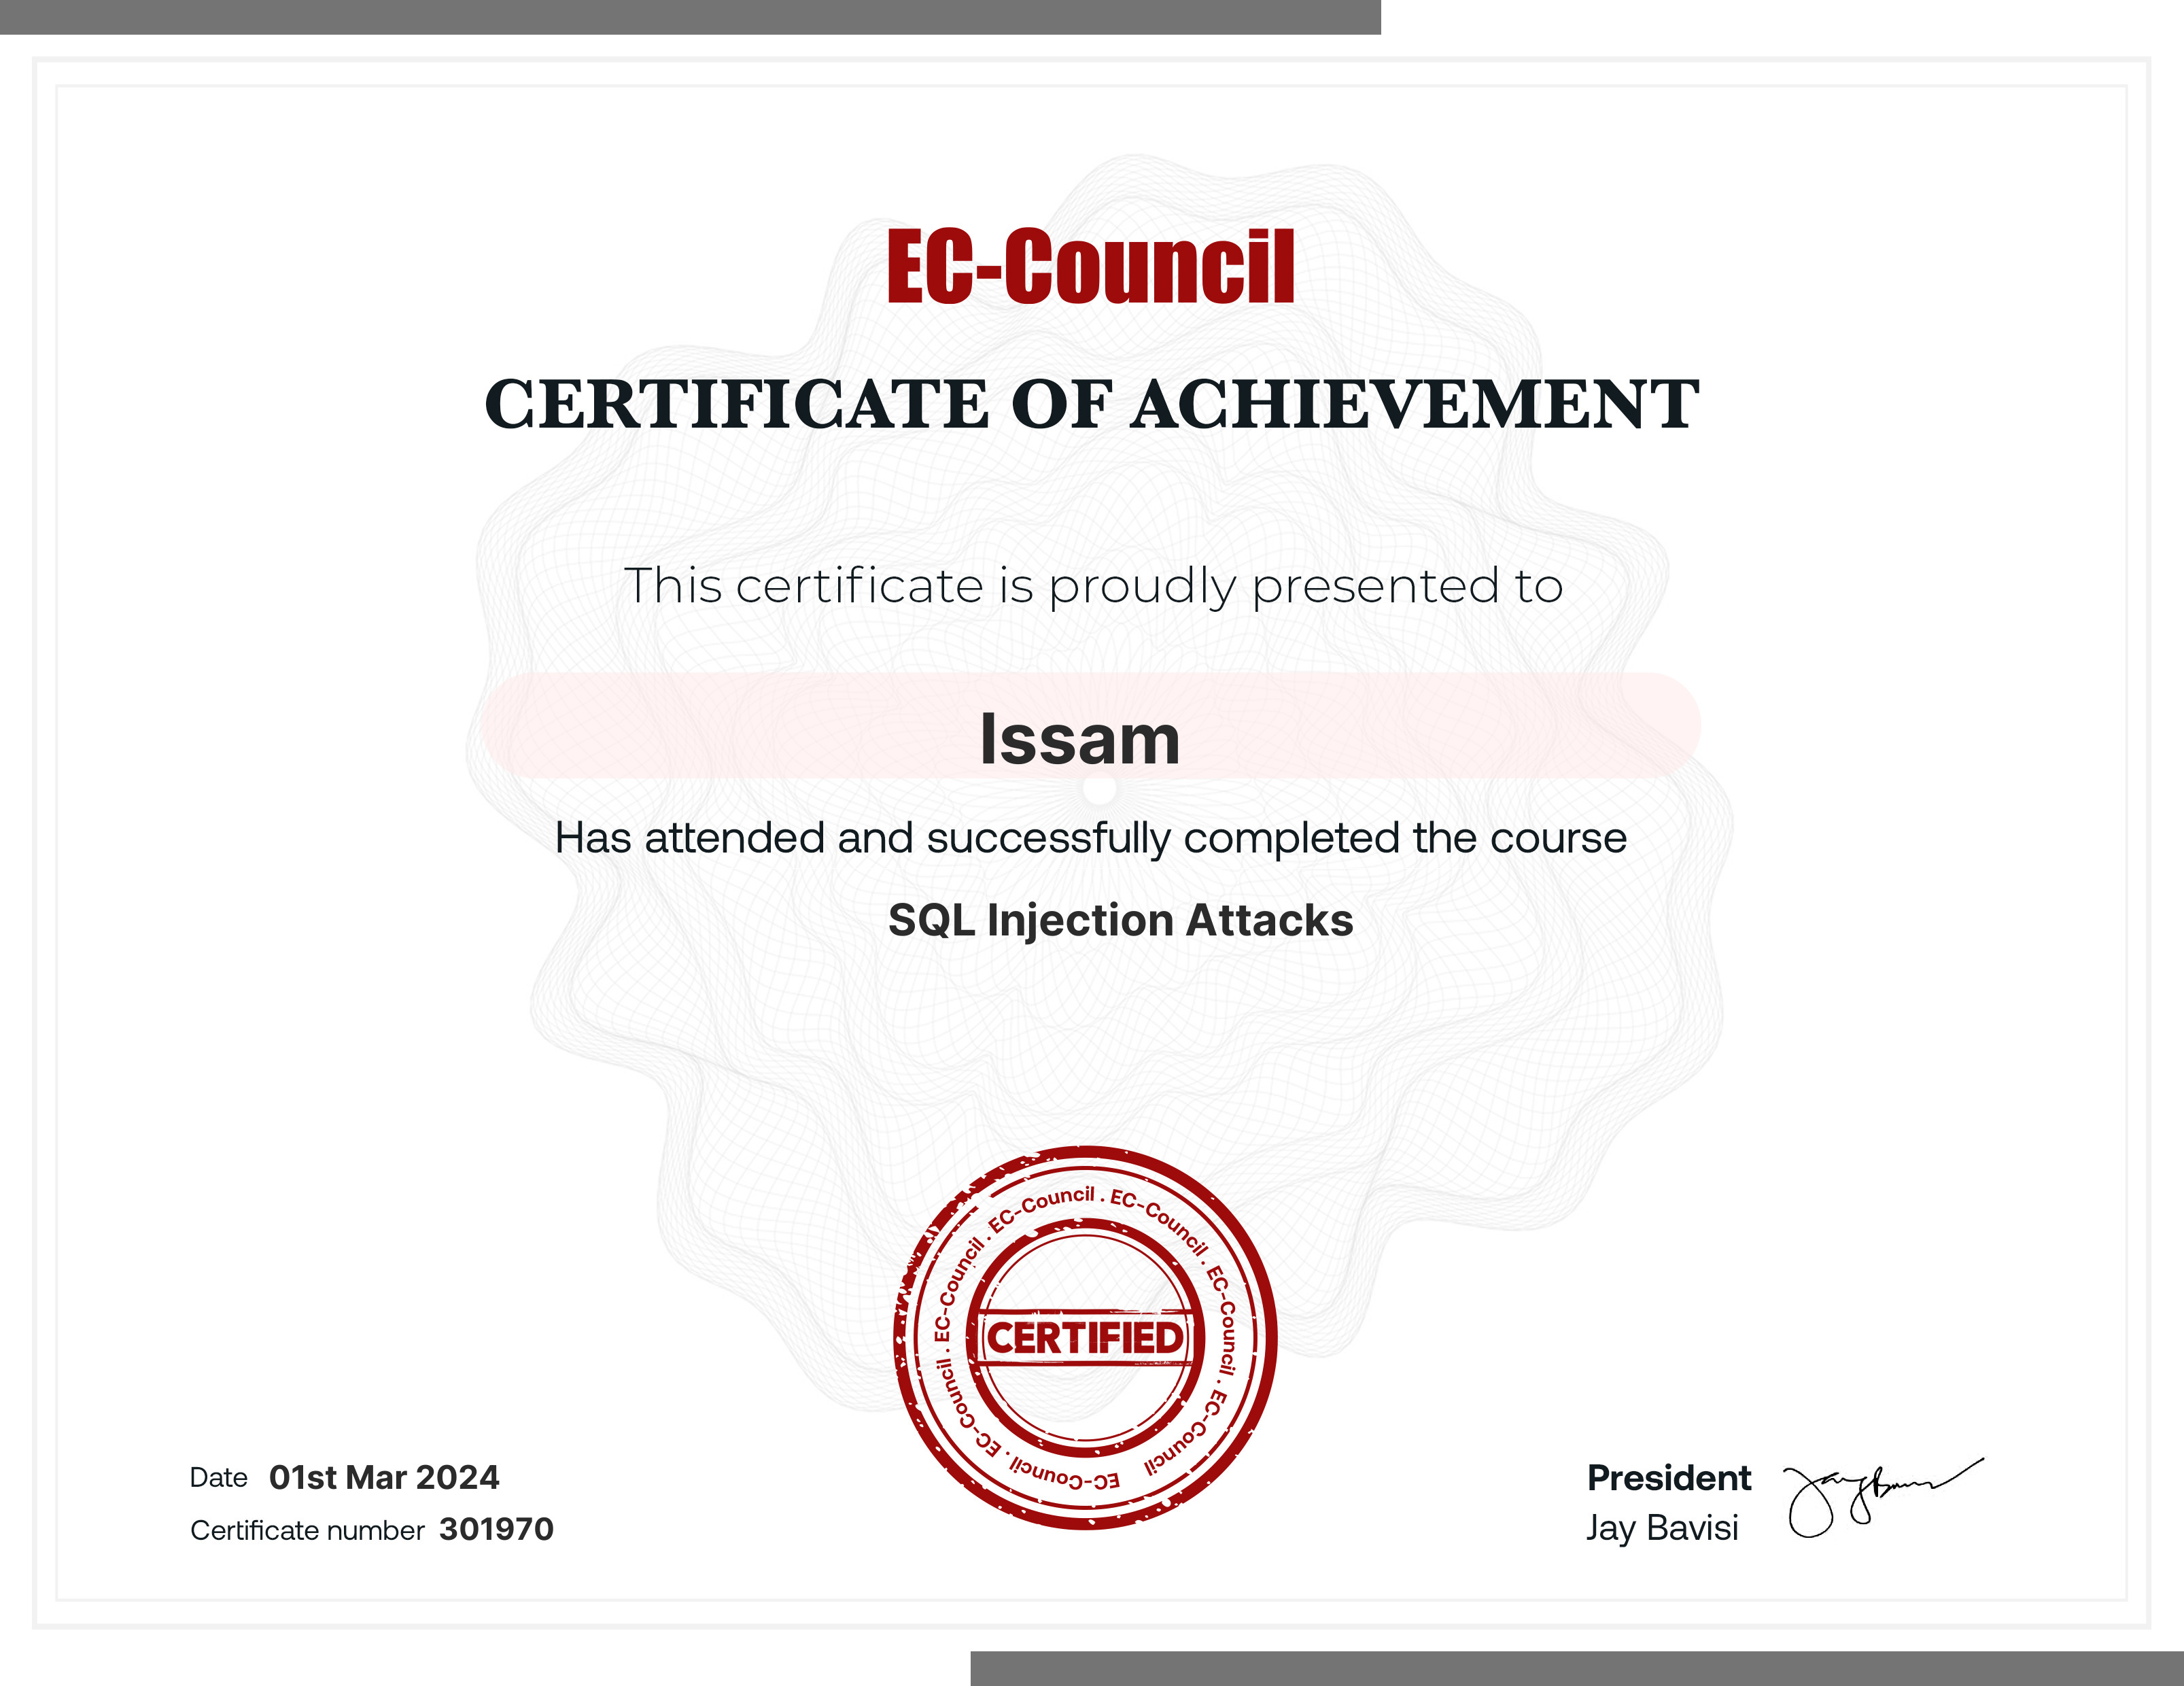 EC-Council
CERTIFICATE OF ACHIEVEMENT
This certificate is proudly presented to
Issam
Has attended and successfully completed the course
SQL Injection Attacks
EC-Council . EC-Council . EC-Council . EC-Council . EC-Council . EC-Council . EC-Council
CERTIFIED
Date 01st Mar 2024
Certificate number 301970
President
Jay Bavisi